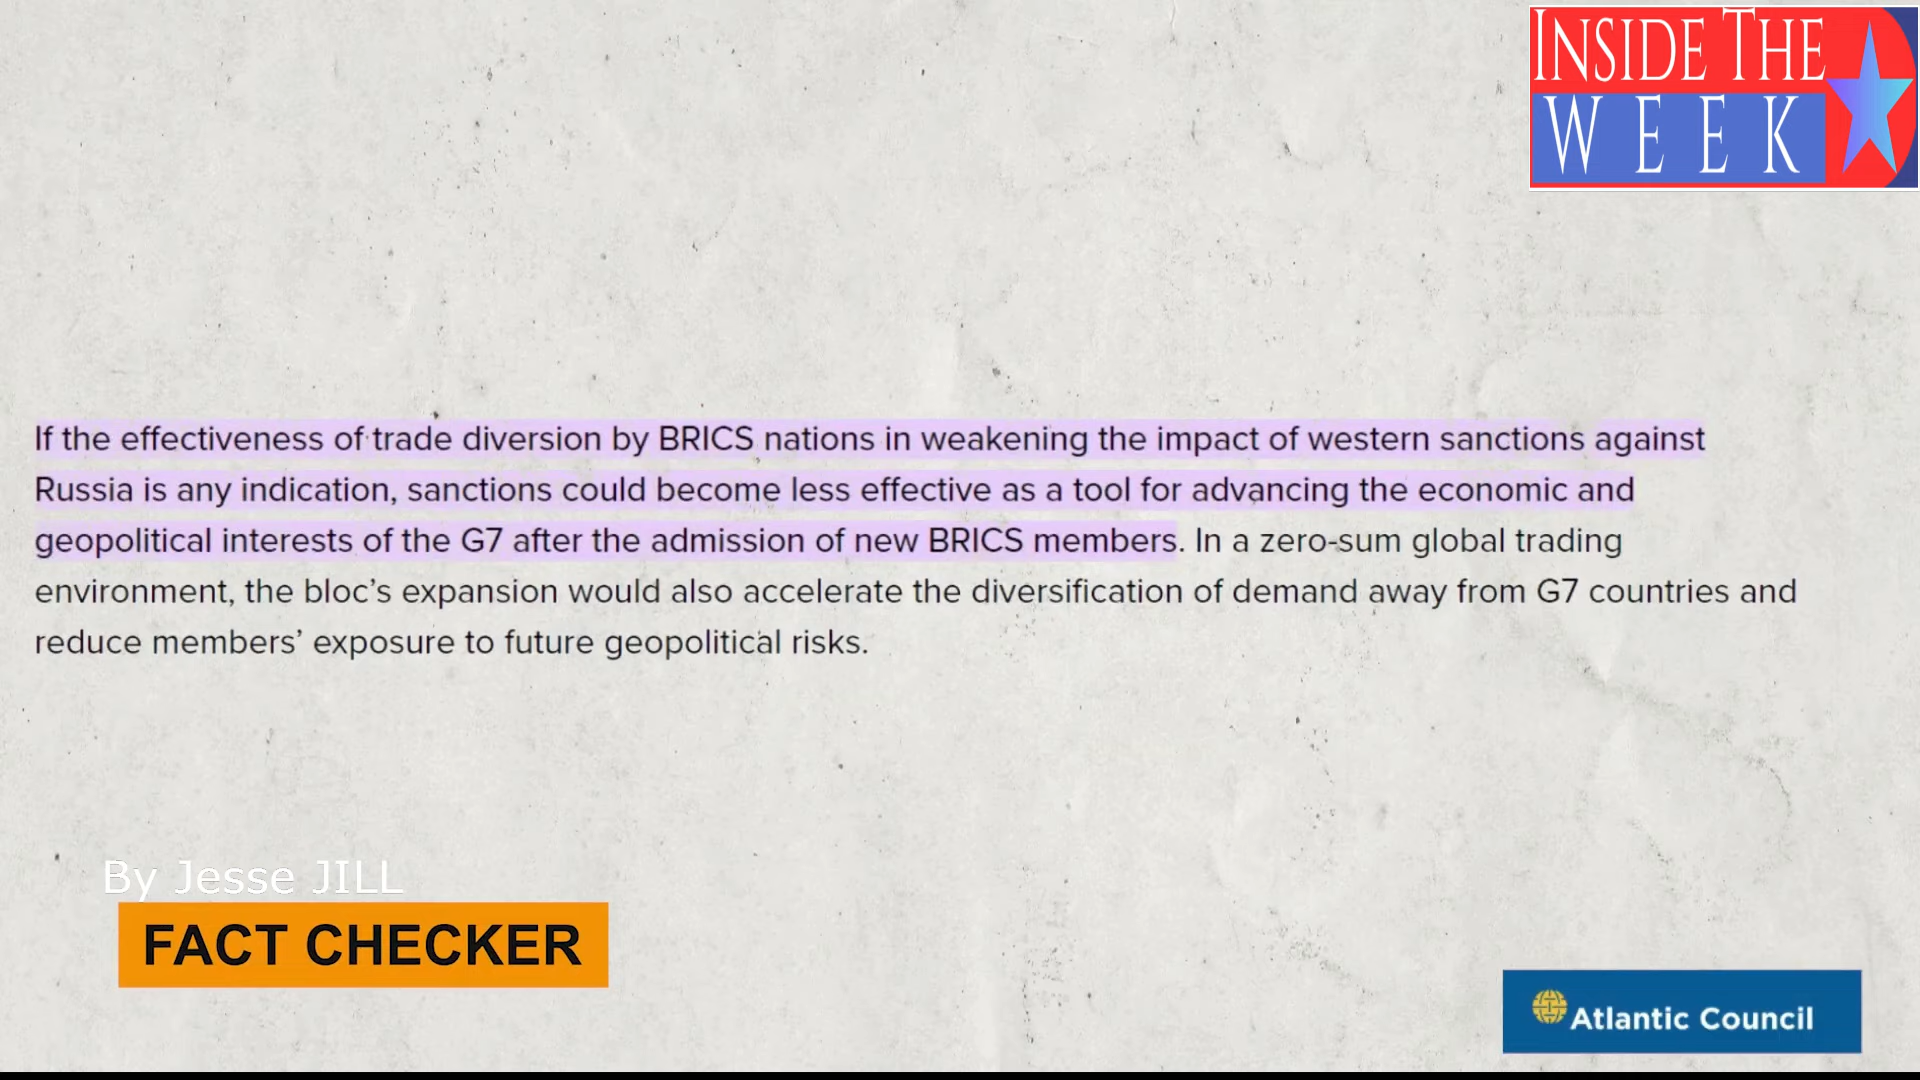 INSIDE THE
WEEK
If the effectiveness of trade diversion by BRICS nations in weakening the impact of western sanctions against
Russia is any indication, sanctions could become less effective as a tool for advancing the economic and
geopolitical interests of the G7 after the admission of new BRICS members. In a zero-sum global trading
environment, the bloc’s expansion would also accelerate the diversification of demand away from G7 countries and
reduce members’ exposure to future geopolitical risks.
By Jesse JILL
FACT CHECKER
Atlantic Council